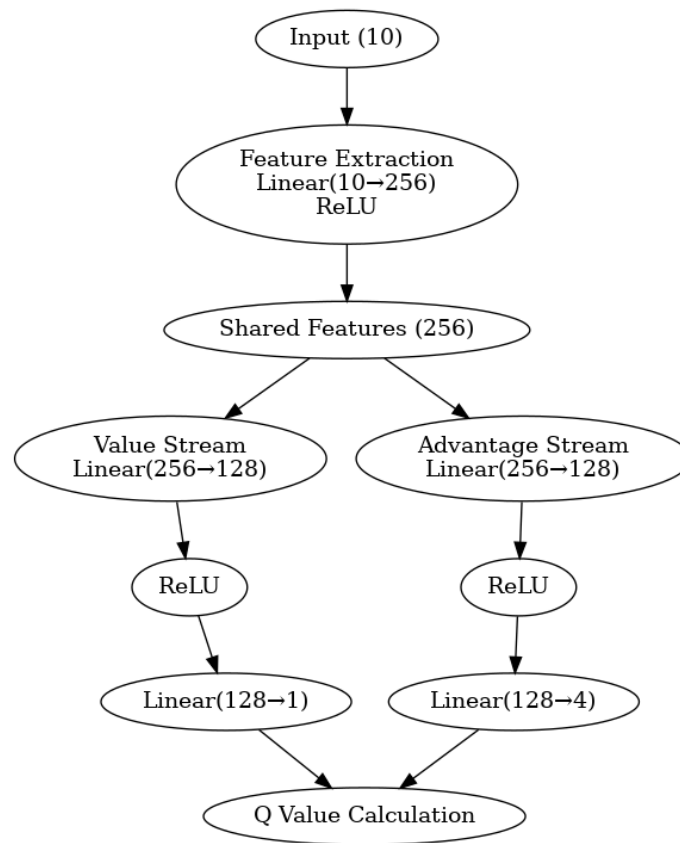 Input (10)
Feature Extraction
Linear(10→256)
ReLU
Shared Features (256)
Value Stream
Linear(256→128)
Advantage Stream
Linear(256→128)
ReLU
ReLU
Linear(128→1)
Linear(128→4)
Q Value Calculation